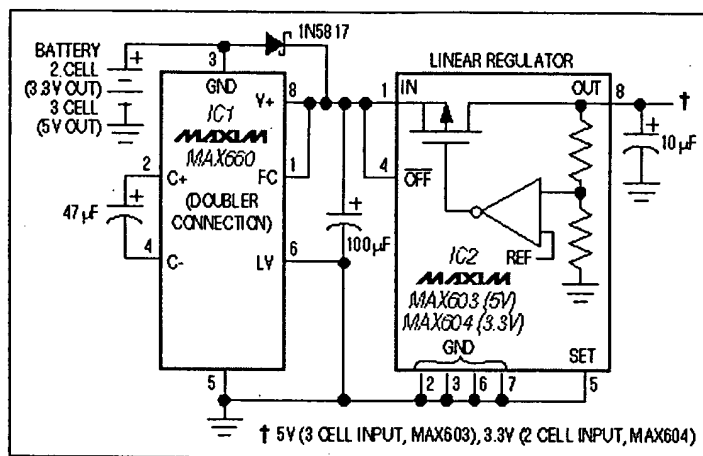 1N5817
BATTERY
2 CELL
(3.3V OUT)
3 CELL
(5V OUT)
3
GND
8
V+
IC1
MAXIM
MAX660
(DOUBLER
CONNECTION)
1
FC
2
C+
47µF
4
C-
6
LV
5
100µF
LINEAR REGULATOR
1
IN
OUT
8
†
4
OFF
10µF
REF
IC2
MAXIM
MAX603 (5V)
MAX604 (3.3V)
GND
SET
2 3 6 7
5
† 5V (3 CELL INPUT, MAX603), 3.3V (2 CELL INPUT, MAX604)